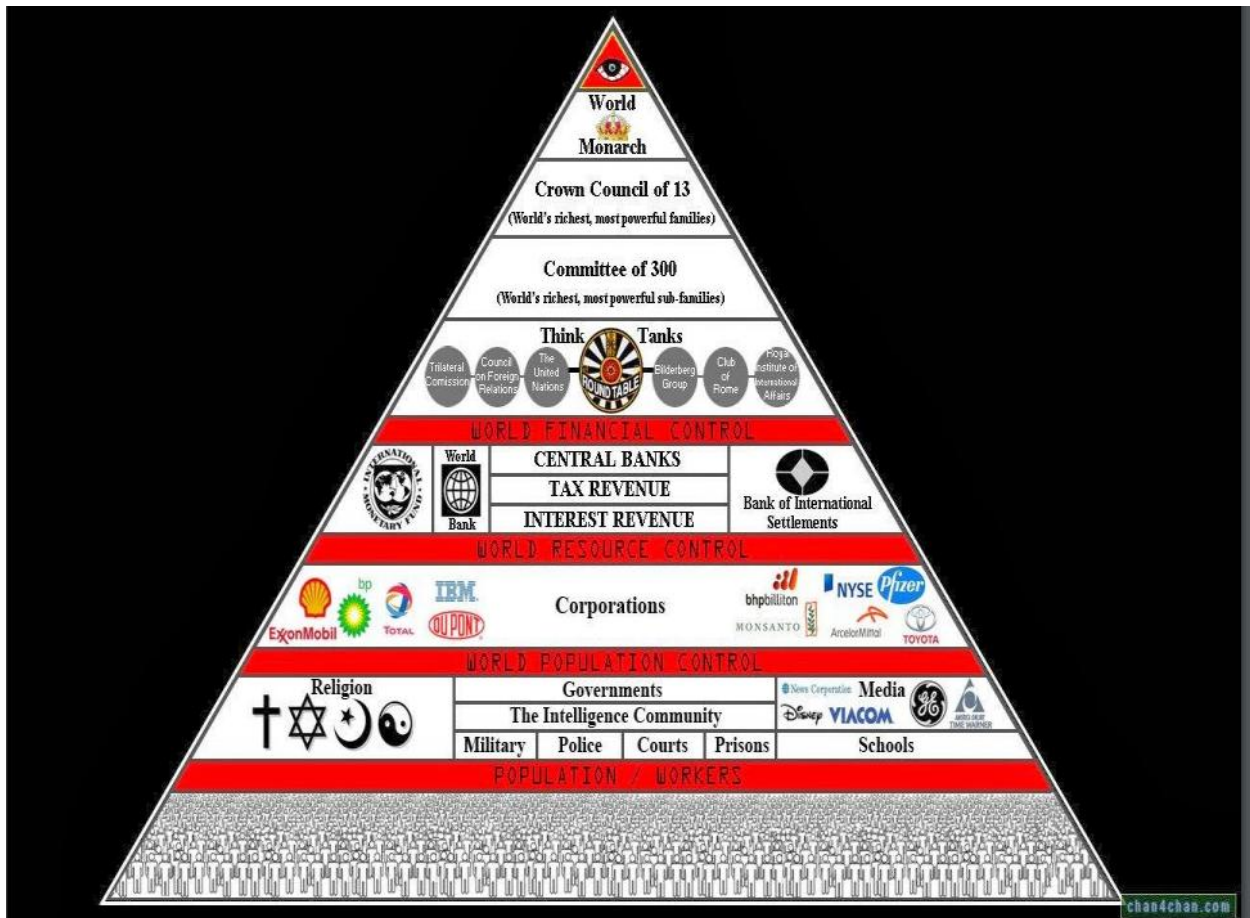 World
Monarch
Crown Council of 13
(World's richest, most powerful families)
Committee of 300
(World's richest, most powerful sub-families)
Think Tanks
Trilateral
Comission
Council
on Foreign
Relations
The
United
Nations
ROUND TABLE
Bilderberg
Group
Club
of
Rome
Institute of
International
Affairs
WORLD FINANCIAL CONTROL
INTERNATIONAL
MONETARY FUND
World
Bank
CENTRAL BANKS
TAX REVENUE
INTEREST REVENUE
Bank of International
Settlements
WORLD RESOURCE CONTROL
ExxonMobil
bp
TOTAL
IBM.
DU PONT
Corporations
bhpbilliton
MONSANTO
NYSE
Pfizer
ArcelorMittal
TOYOTA
WORLD POPULATION CONTROL
Religion
Governments
The Intelligence Community
Military
Police
Courts
Prisons
News Corporation
Media
Disney
VIACOM
GE
TIME WARNER
Schools
POPULATION / WORKERS
chan4chan.com